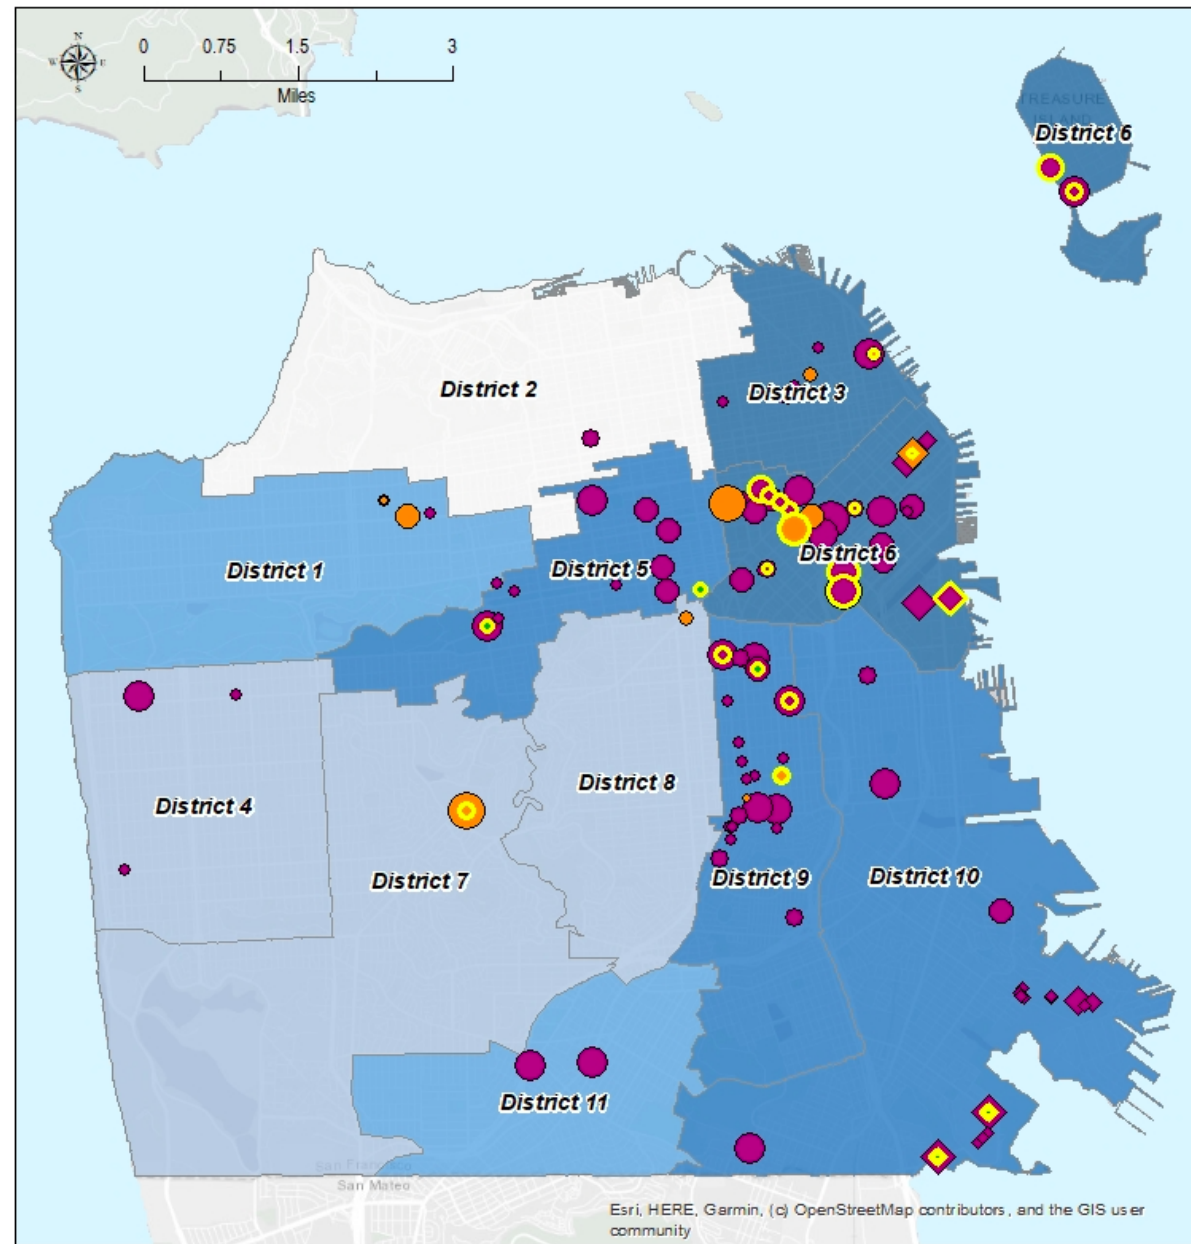 N
W E
S
0 0.75 1.5 3
Miles
TREASURE
ISLAND
District 6
District 2
District 3
District 1
District 5
District 6
District 4
District 8
District 7
District 9
District 10
District 11
San Francisco
San Mateo
Esri, HERE, Garmin, (c) OpenStreetMap contributors, and the GIS user
community